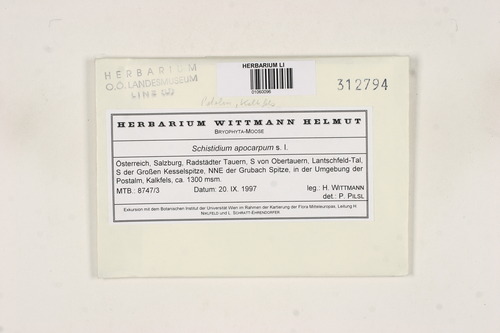 HERBARIUM
O.Ö. LANDESMUSEUM
LINZ
HERBARIUM LI
312794
HERBARIUM WITTMANN HELMUT
BRYOPHYTA-MOOSE
Schistidium apocarpum s. l.
Österreich, Salzburg, Radstädter Tauern, S von Obertauern, Lantschfeld-Tal,
S der Großen Kesselspitze, NNE der Grubach Spitze, in der Umgebung der
Postalm, Kalkfels, ca. 1300 msm.
MTB.: 8747/3 Datum: 20. IX. 1997 leg.: H. WITTMANN
det.: P. PILSL
Exkursion mit dem Botanischen Institut der Universität Wien im Rahmen der Kartierung der Flora Mitteleuropas, Leitung H.
NIKLFELD und L. SCHRATT-EHRENDORFER.